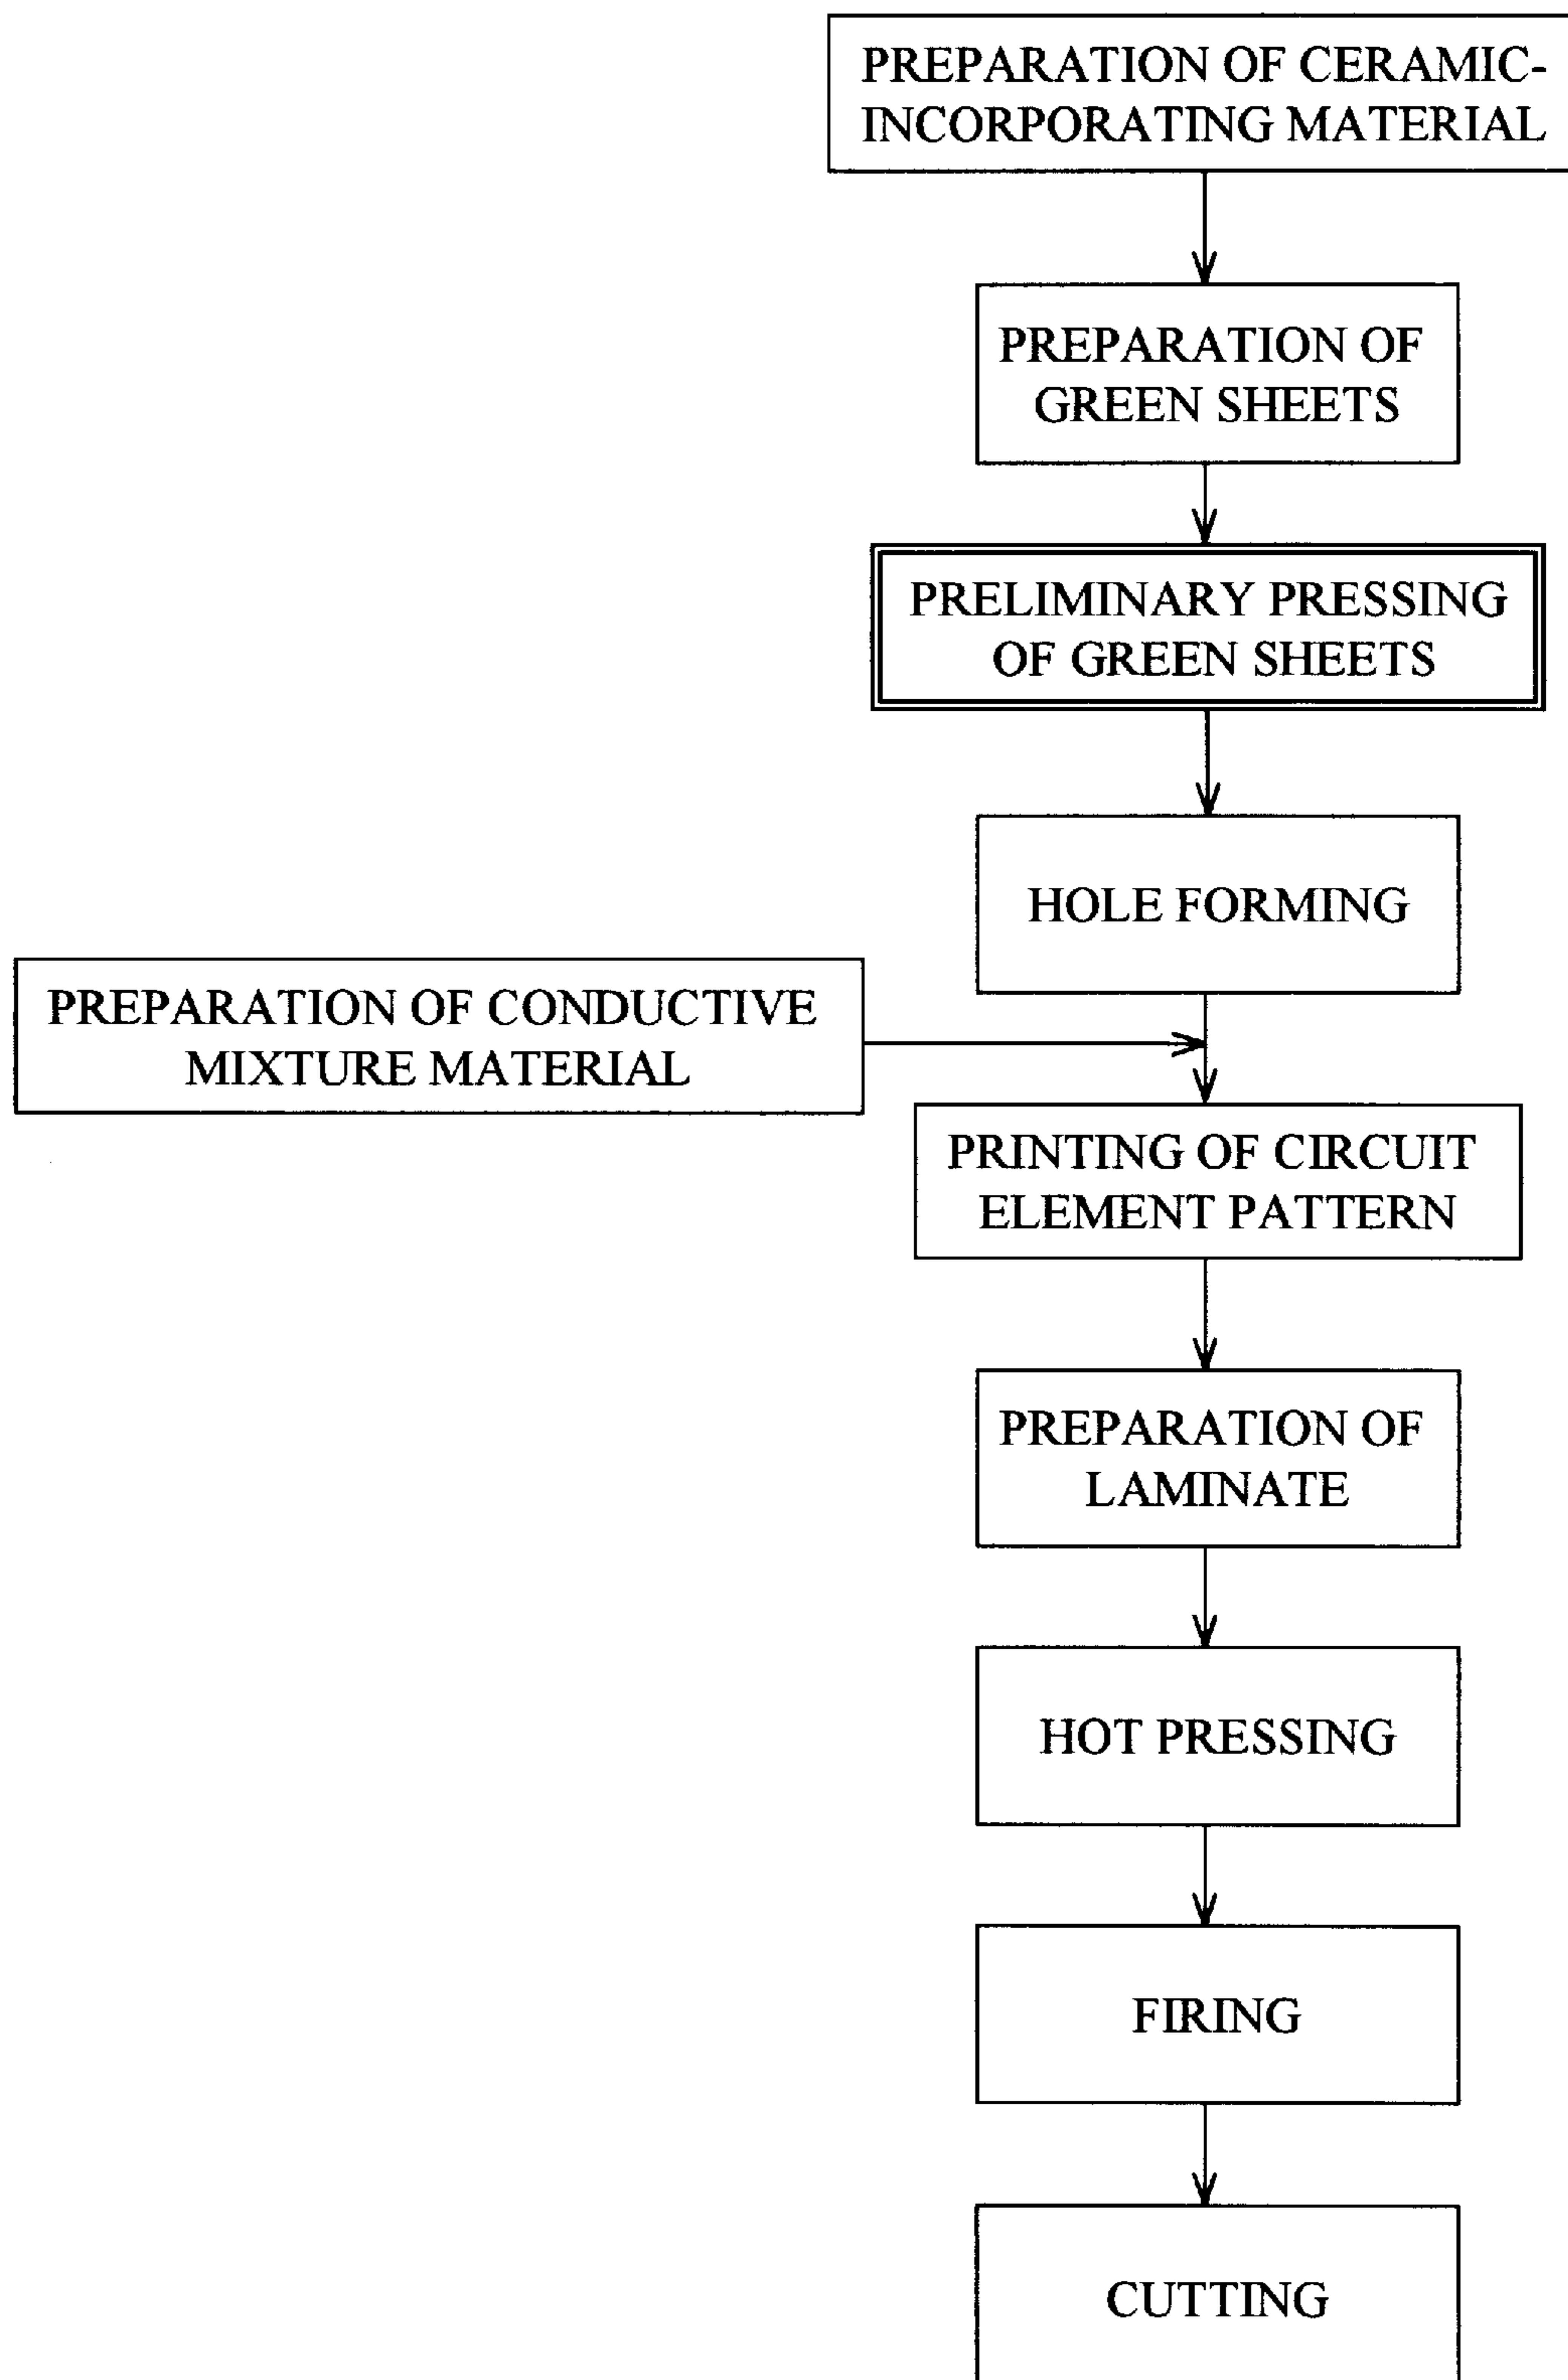 PREPARATION OF CERAMIC-
INCORPORATING MATERIAL
PREPARATION OF
GREEN SHEETS
PRELIMINARY PRESSING
OF GREEN SHEETS
HOLE FORMING
PREPARATION OF CONDUCTIVE
MIXTURE MATERIAL
PRINTING OF CIRCUIT
ELEMENT PATTERN
PREPARATION OF
LAMINATE
HOT PRESSING
FIRING
CUTTING